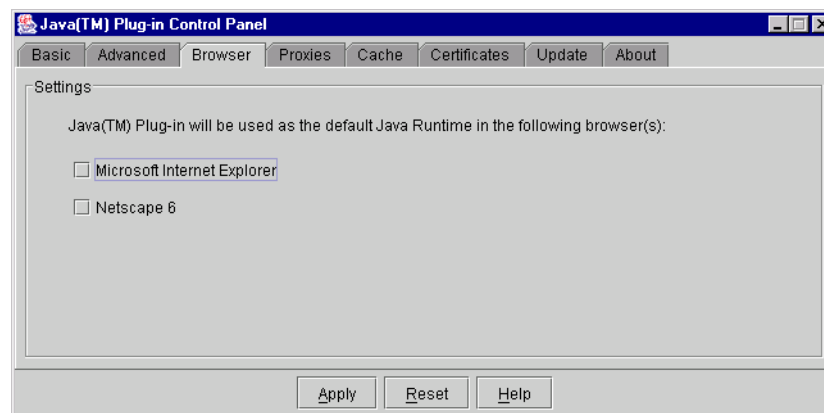 Java(TM) Plug-in Control Panel
Basic Advanced Browser Proxies Cache Certificates Update About
Settings
Java(TM) Plug-in will be used as the default Java Runtime in the following browser(s):
Microsoft Internet Explorer
Netscape 6
Apply Reset Help